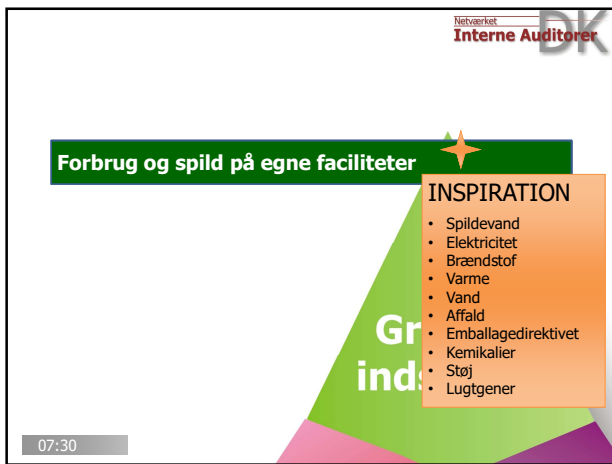 Netværket
Interne Auditorer
DK
Forbrug og spild på egne faciliteter
INSPIRATION
• Spildevand
• Elektricitet
• Brændstof
• Varme
• Vand
• Affald
• Emballagedirektivet
• Kemikalier
• Støj
• Lugtgener
Gr
inds
07:30